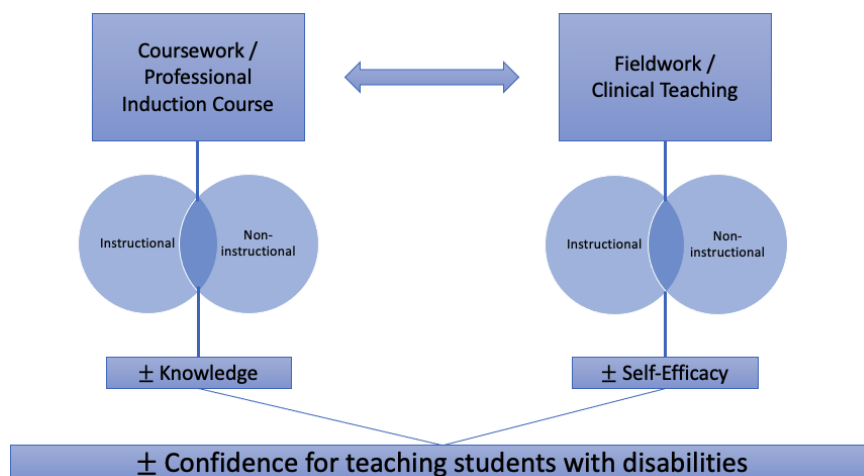 Coursework /
Professional
Induction Course
Fieldwork /
Clinical Teaching
Instructional
Non-
instructional
Instructional
Non-
instructional
± Knowledge
± Self-Efficacy
± Confidence for teaching students with disabilities